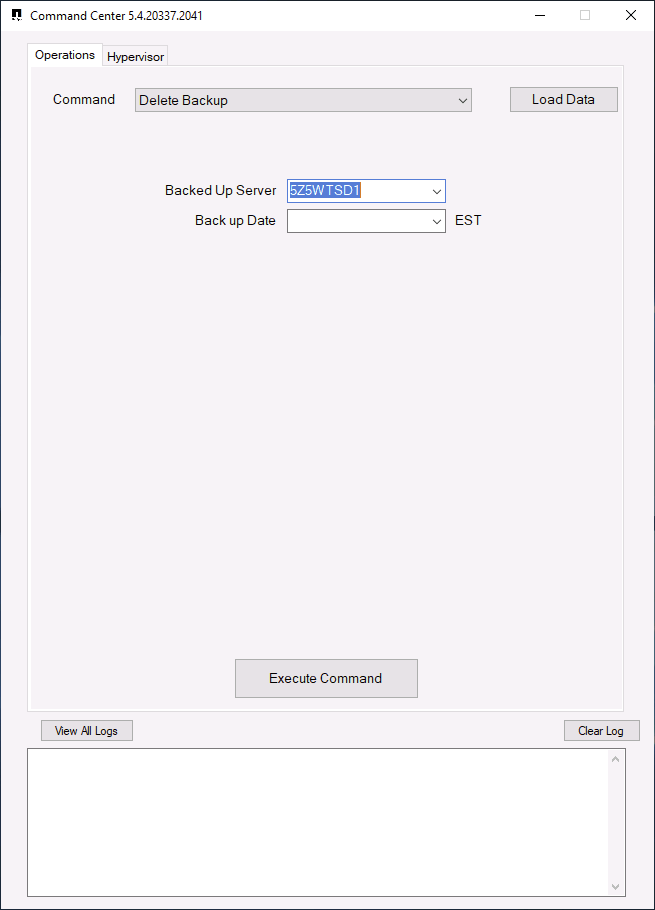 Command Center 5.4.20337.2041
Operations
Hypervisor
Command
Delete Backup
Load Data
Backed Up Server
5Z5WTSD1
Back up Date
EST
Execute Command
View All Logs
Clear Log